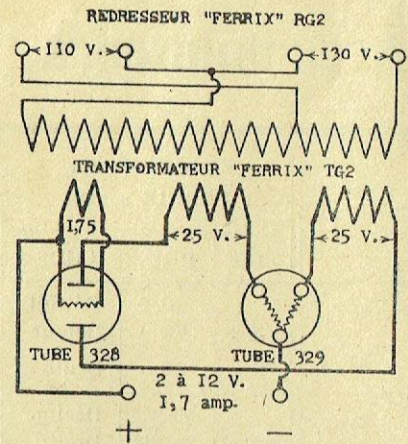 REDRESSEUR "FERRIX" RG2
110 V. 130 V.
TRANSFORMATEUR "FERRIX" TG2
1,75 25 V. 25 V.
TUBE 328 TUBE 329
2 à 12 V.
1,7 amp.
+ −